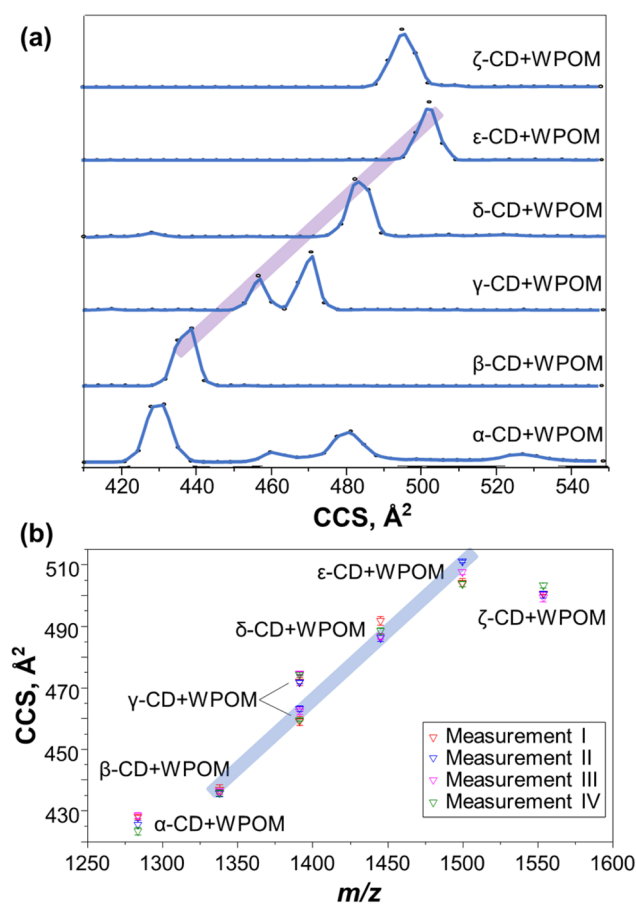 (a)
ζ-CD+WPOM
ε-CD+WPOM
δ-CD+WPOM
γ-CD+WPOM
β-CD+WPOM
α-CD+WPOM
420 440 460 480 500 520 540
CCS, Å²
(b)
510
490
470
450
430
CCS, Å²
ε-CD+WPOM
δ-CD+WPOM
ζ-CD+WPOM
γ-CD+WPOM
β-CD+WPOM
α-CD+WPOM
Measurement I
Measurement II
Measurement III
Measurement IV
1250 1300 1350 1400 1450 1500 1550 1600
m/z